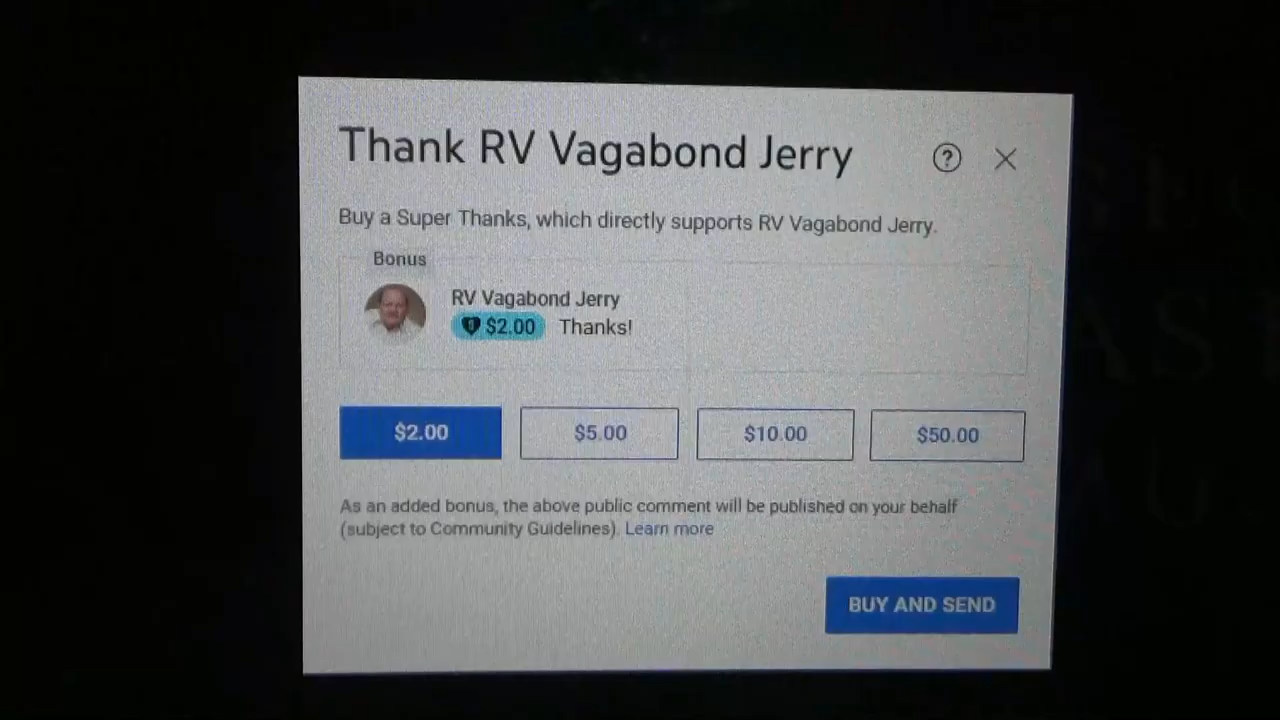 Thank RV Vagabond Jerry
Buy a Super Thanks, which directly supports RV Vagabond Jerry.
Bonus
RV Vagabond Jerry
$2.00 Thanks!
$2.00 $5.00 $10.00 $50.00
As an added bonus, the above public comment will be published on your behalf
(subject to Community Guidelines). Learn more
BUY AND SEND